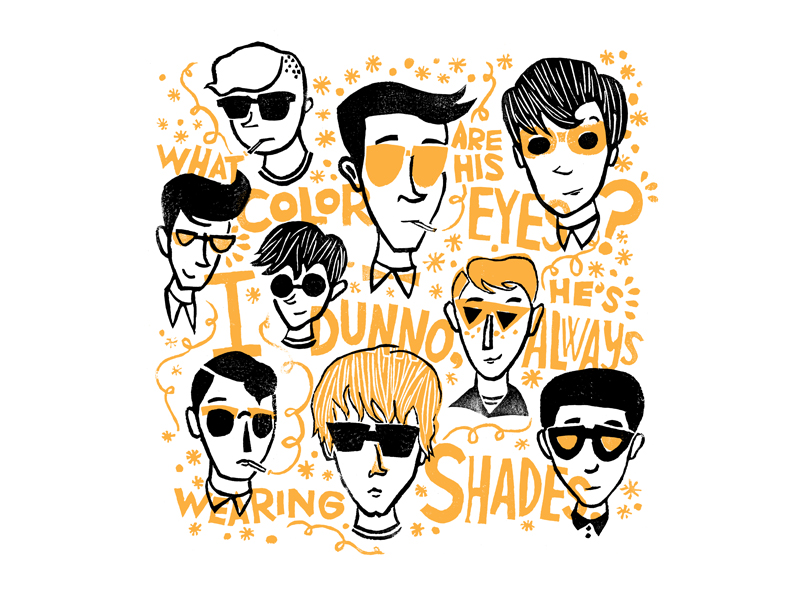 WHAT
COLOR
ARE
HIS
EYES?
I
DUNNO,
HE'S
ALWAYS
WEARING
SHADES.